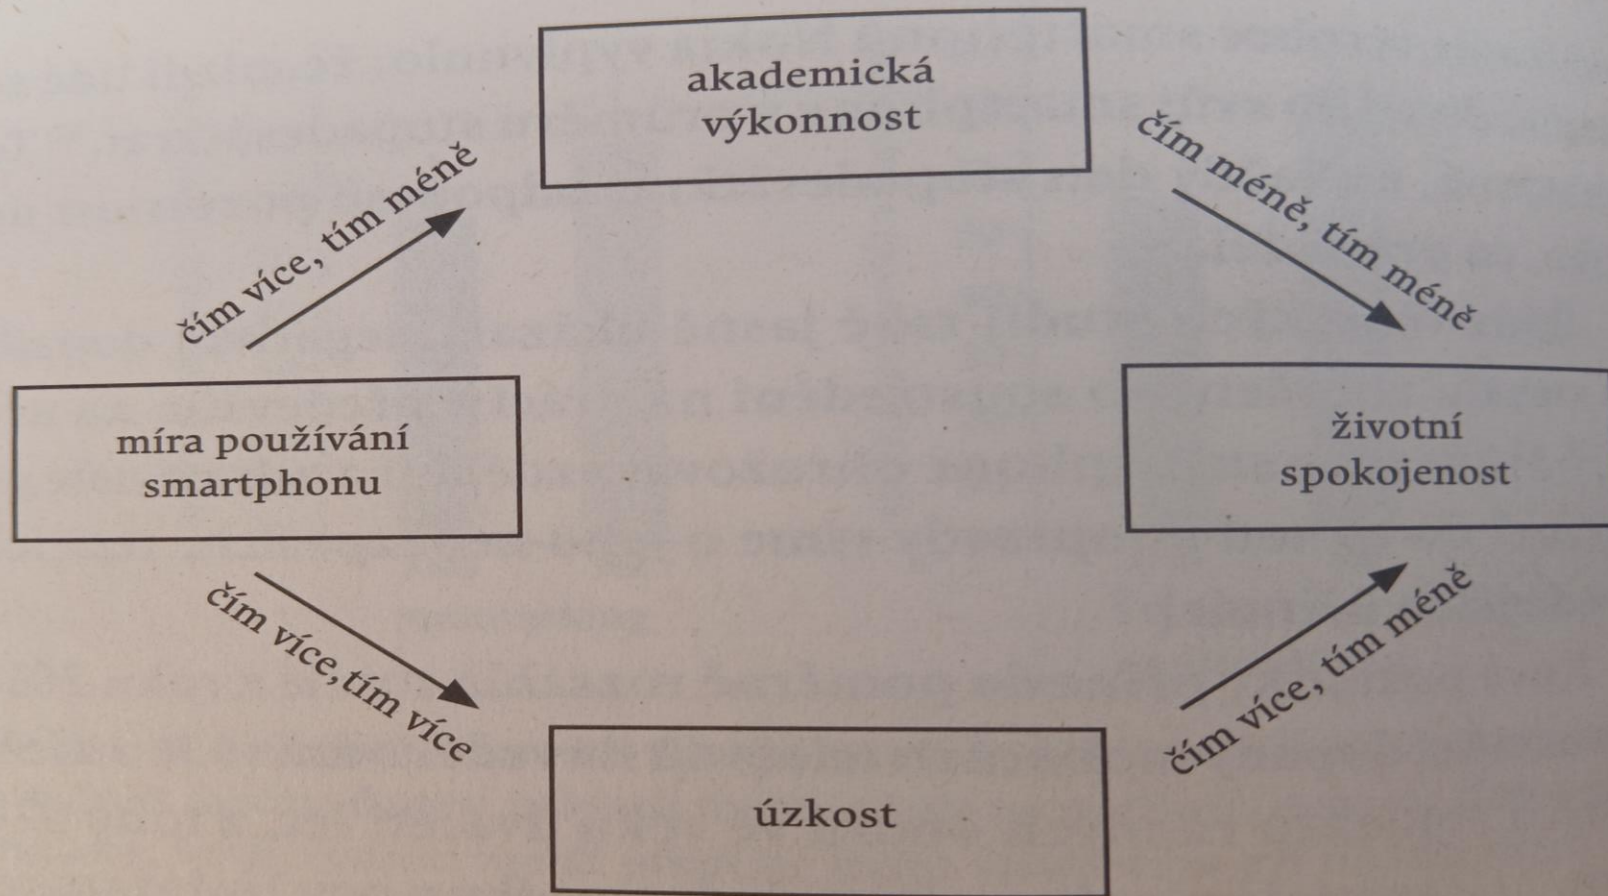 akademická
výkonnost
čím více, tím méně
čím méně, tím méně
míra používání
smartphonu
životní
spokojenost
čím více, tím více
čím více, tím méně
úzkost